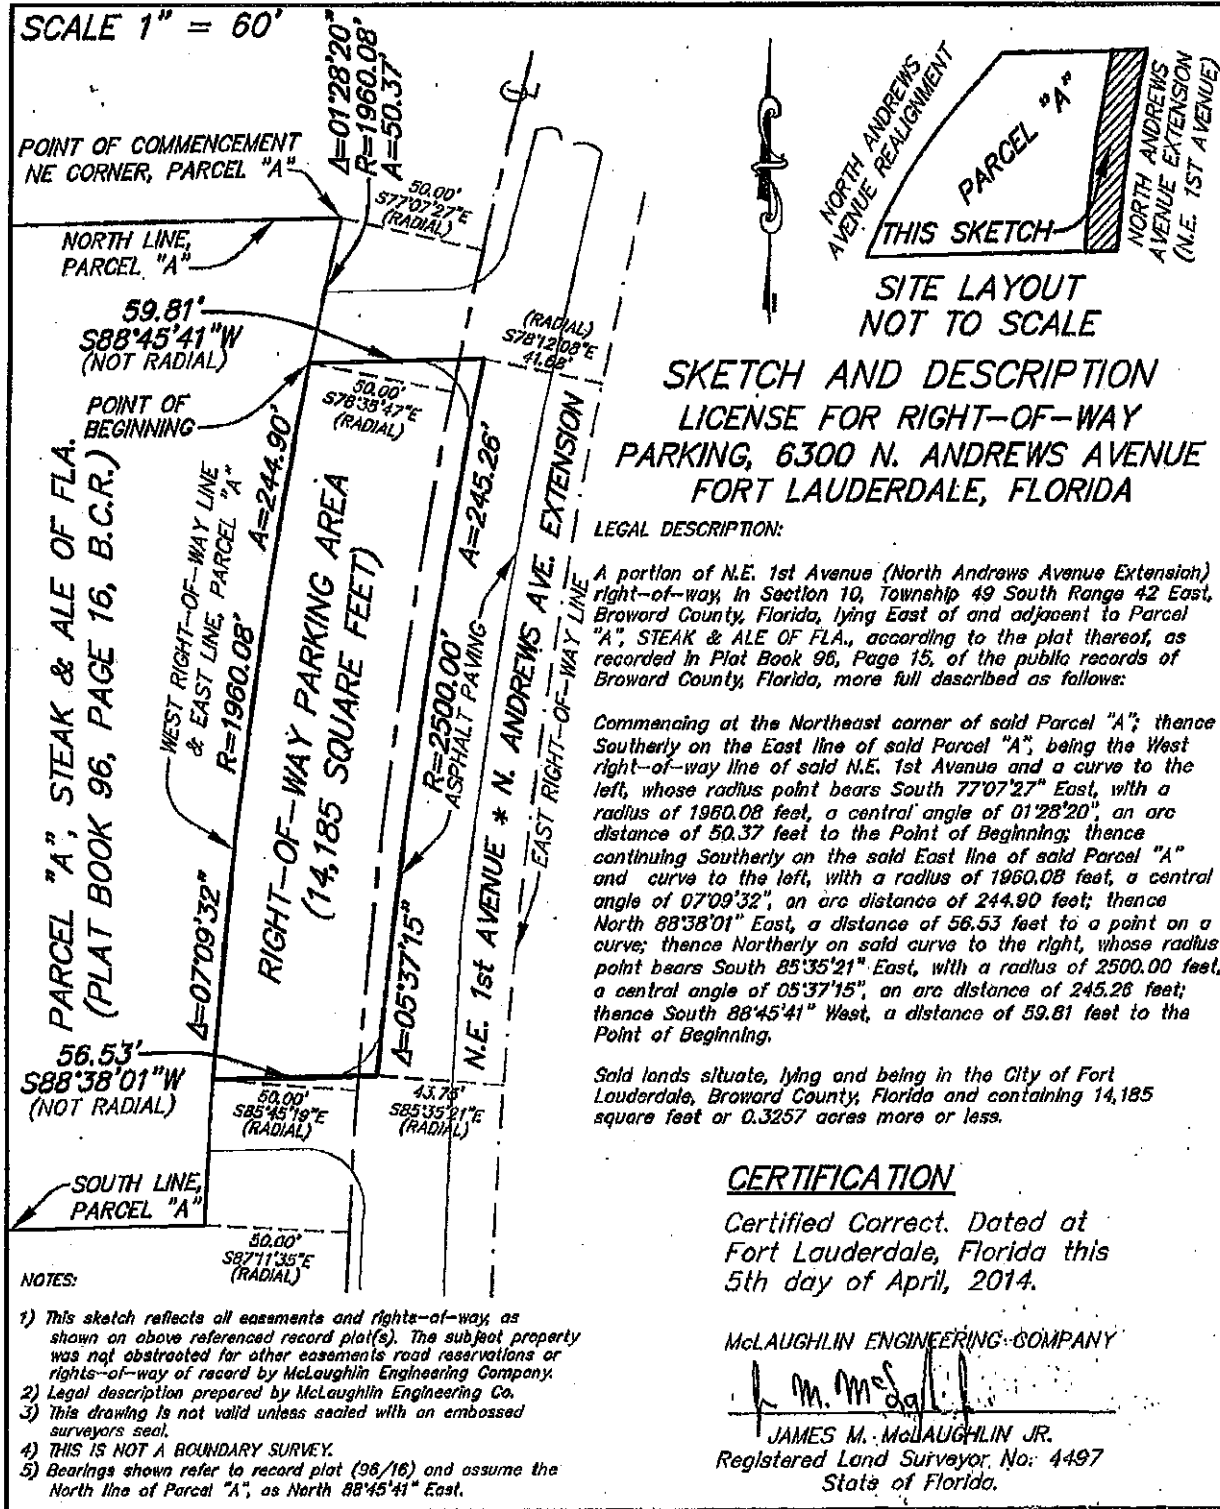 SCALE 1" = 60'
Δ=01°28'20"
R=1960.08'
A=50.37'
POINT OF COMMENCEMENT
NE CORNER, PARCEL "A"
50.00'
S77°07'27"E
(RADIAL)
NORTH LINE,
PARCEL "A"
59.81'
S88°45'41"W
(NOT RADIAL)
(RADIAL)
S78°12'08"E
41.68'
POINT OF
BEGINNING
50.00'
S78°35'47"E
(RADIAL)
PARCEL "A", STEAK & ALE OF FLA.
(PLAT BOOK 96, PAGE 16, B.C.R.)
WEST RIGHT-OF-WAY LINE
& EAST LINE, PARCEL "A"
Δ=07°09'32"
R=1960.08'
A=244.90'
RIGHT-OF-WAY PARKING AREA
(14,185 SQUARE FEET)
Δ=05°37'15"
R=2500.00'
A=245.26'
ASPHALT PAVING
N.E. 1st AVENUE * N. ANDREWS AVE. EXTENSION
EAST RIGHT-OF-WAY LINE
56.53'
S88°38'01"W
(NOT RADIAL)
50.00'
S85°45'19"E
(RADIAL)
43.75'
S85°35'21"E
(RADIAL)
SOUTH LINE,
PARCEL "A"
50.00'
S87°11'35"E
(RADIAL)
NOTES:
1) This sketch reflects all easements and rights-of-way, as
shown on above referenced record plat(s). The subject property
was not abstracted for other easements road reservations or
rights-of-way of record by McLaughlin Engineering Company.
2) Legal description prepared by McLaughlin Engineering Co.
3) This drawing is not valid unless sealed with an embossed
surveyors seal.
4) THIS IS NOT A BOUNDARY SURVEY.
5) Bearings shown refer to record plat (96/16) and assume the
North line of Parcel "A", as North 88°45'41" East.
NORTH ANDREWS
AVENUE REALIGNMENT
PARCEL "A"
THIS SKETCH
NORTH ANDREWS
AVENUE EXTENSION
(N.E. 1ST AVENUE)
SITE LAYOUT
NOT TO SCALE
SKETCH AND DESCRIPTION
LICENSE FOR RIGHT-OF-WAY
PARKING, 6300 N. ANDREWS AVENUE
FORT LAUDERDALE, FLORIDA
LEGAL DESCRIPTION:
A portion of N.E. 1st Avenue (North Andrews Avenue Extension)
right-of-way, in Section 10, Township 49 South Range 42 East,
Broward County, Florida, lying East of and adjacent to Parcel
"A", STEAK & ALE OF FLA., according to the plat thereof, as
recorded in Plat Book 96, Page 15, of the public records of
Broward County, Florida, more full described as follows:
Commencing at the Northeast corner of said Parcel "A"; thence
Southerly on the East line of said Parcel "A", being the West
right-of-way line of said N.E. 1st Avenue and a curve to the
left, whose radius point bears South 77°07'27" East, with a
radius of 1960.08 feet, a central angle of 01°28'20", an arc
distance of 50.37 feet to the Point of Beginning; thence
continuing Southerly on the said East line of said Parcel "A"
and curve to the left, with a radius of 1960.08 feet, a central
angle of 07°09'32", an arc distance of 244.90 feet; thence
North 88°38'01" East, a distance of 56.53 feet to a point on a
curve; thence Northerly on said curve to the right, whose radius
point bears South 85°35'21" East, with a radius of 2500.00 feet,
a central angle of 05°37'15", an arc distance of 245.26 feet;
thence South 88°45'41" West, a distance of 59.81 feet to the
Point of Beginning.
Said lands situate, lying and being in the City of Fort
Lauderdale, Broward County, Florida and containing 14,185
square feet or 0.3257 acres more or less.
CERTIFICATION
Certified Correct. Dated at
Fort Lauderdale, Florida this
5th day of April, 2014.
McLAUGHLIN ENGINEERING COMPANY
JAMES M. McLAUGHLIN JR.
Registered Land Surveyor No. 4497
State of Florida.